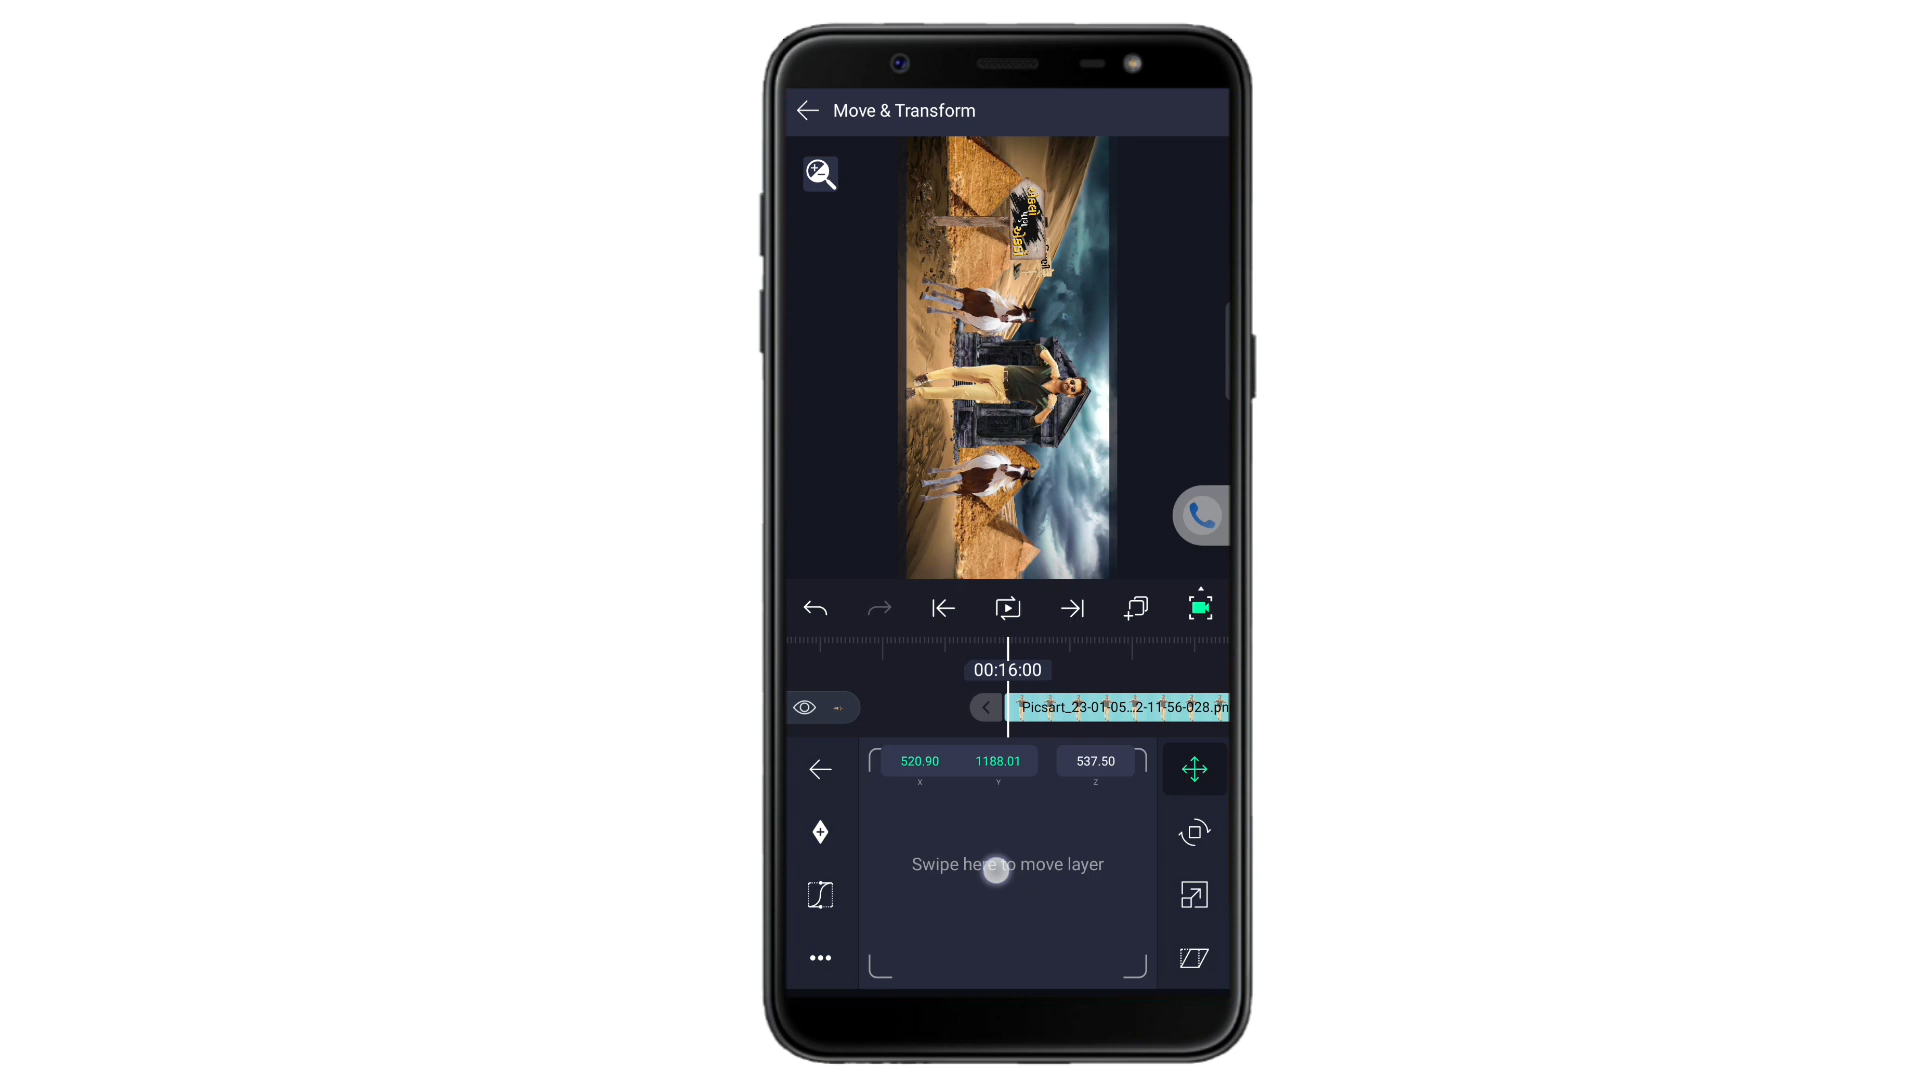 Move & Transform
00:16:00
Picsart_23-01-05...2-11-56-028.pn
520.90 1188.01 537.50
X Y Z
Swipe here to move layer